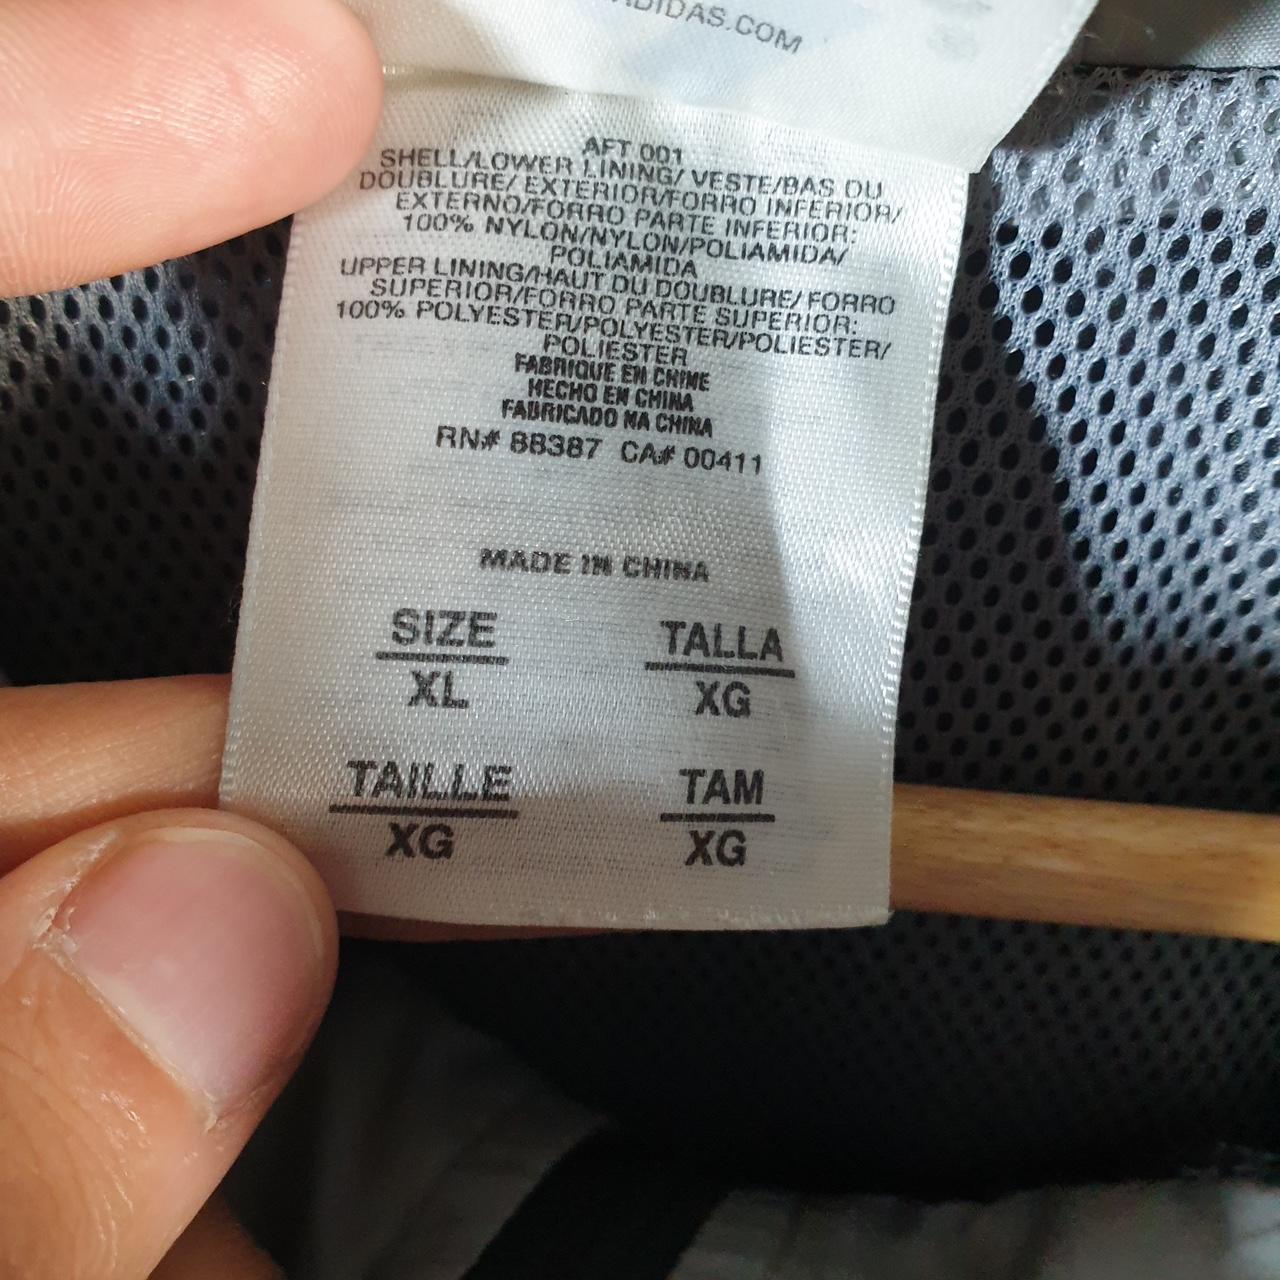 ADIDAS.COM
AFT 001
SHELL/LOWER LINING/ VESTE/BAS DU
DOUBLURE/ EXTERIOR/FORRO INFERIOR/
EXTERNO/FORRO PARTE INFERIOR:
100% NYLON/NYLON/POLIAMIDA/
POLIAMIDA
UPPER LINING/HAUT DU DOUBLURE/ FORRO
SUPERIOR/FORRO PARTE SUPERIOR:
100% POLYESTER/POLYESTER/POLIESTER/
POLIESTER
FABRIQUE EN CHINE
HECHO EN CHINA
FABRICADO NA CHINA
RN# 88387 CA# 00411
MADE IN CHINA
SIZE TALLA
XL XG
TAILLE TAM
XG XG